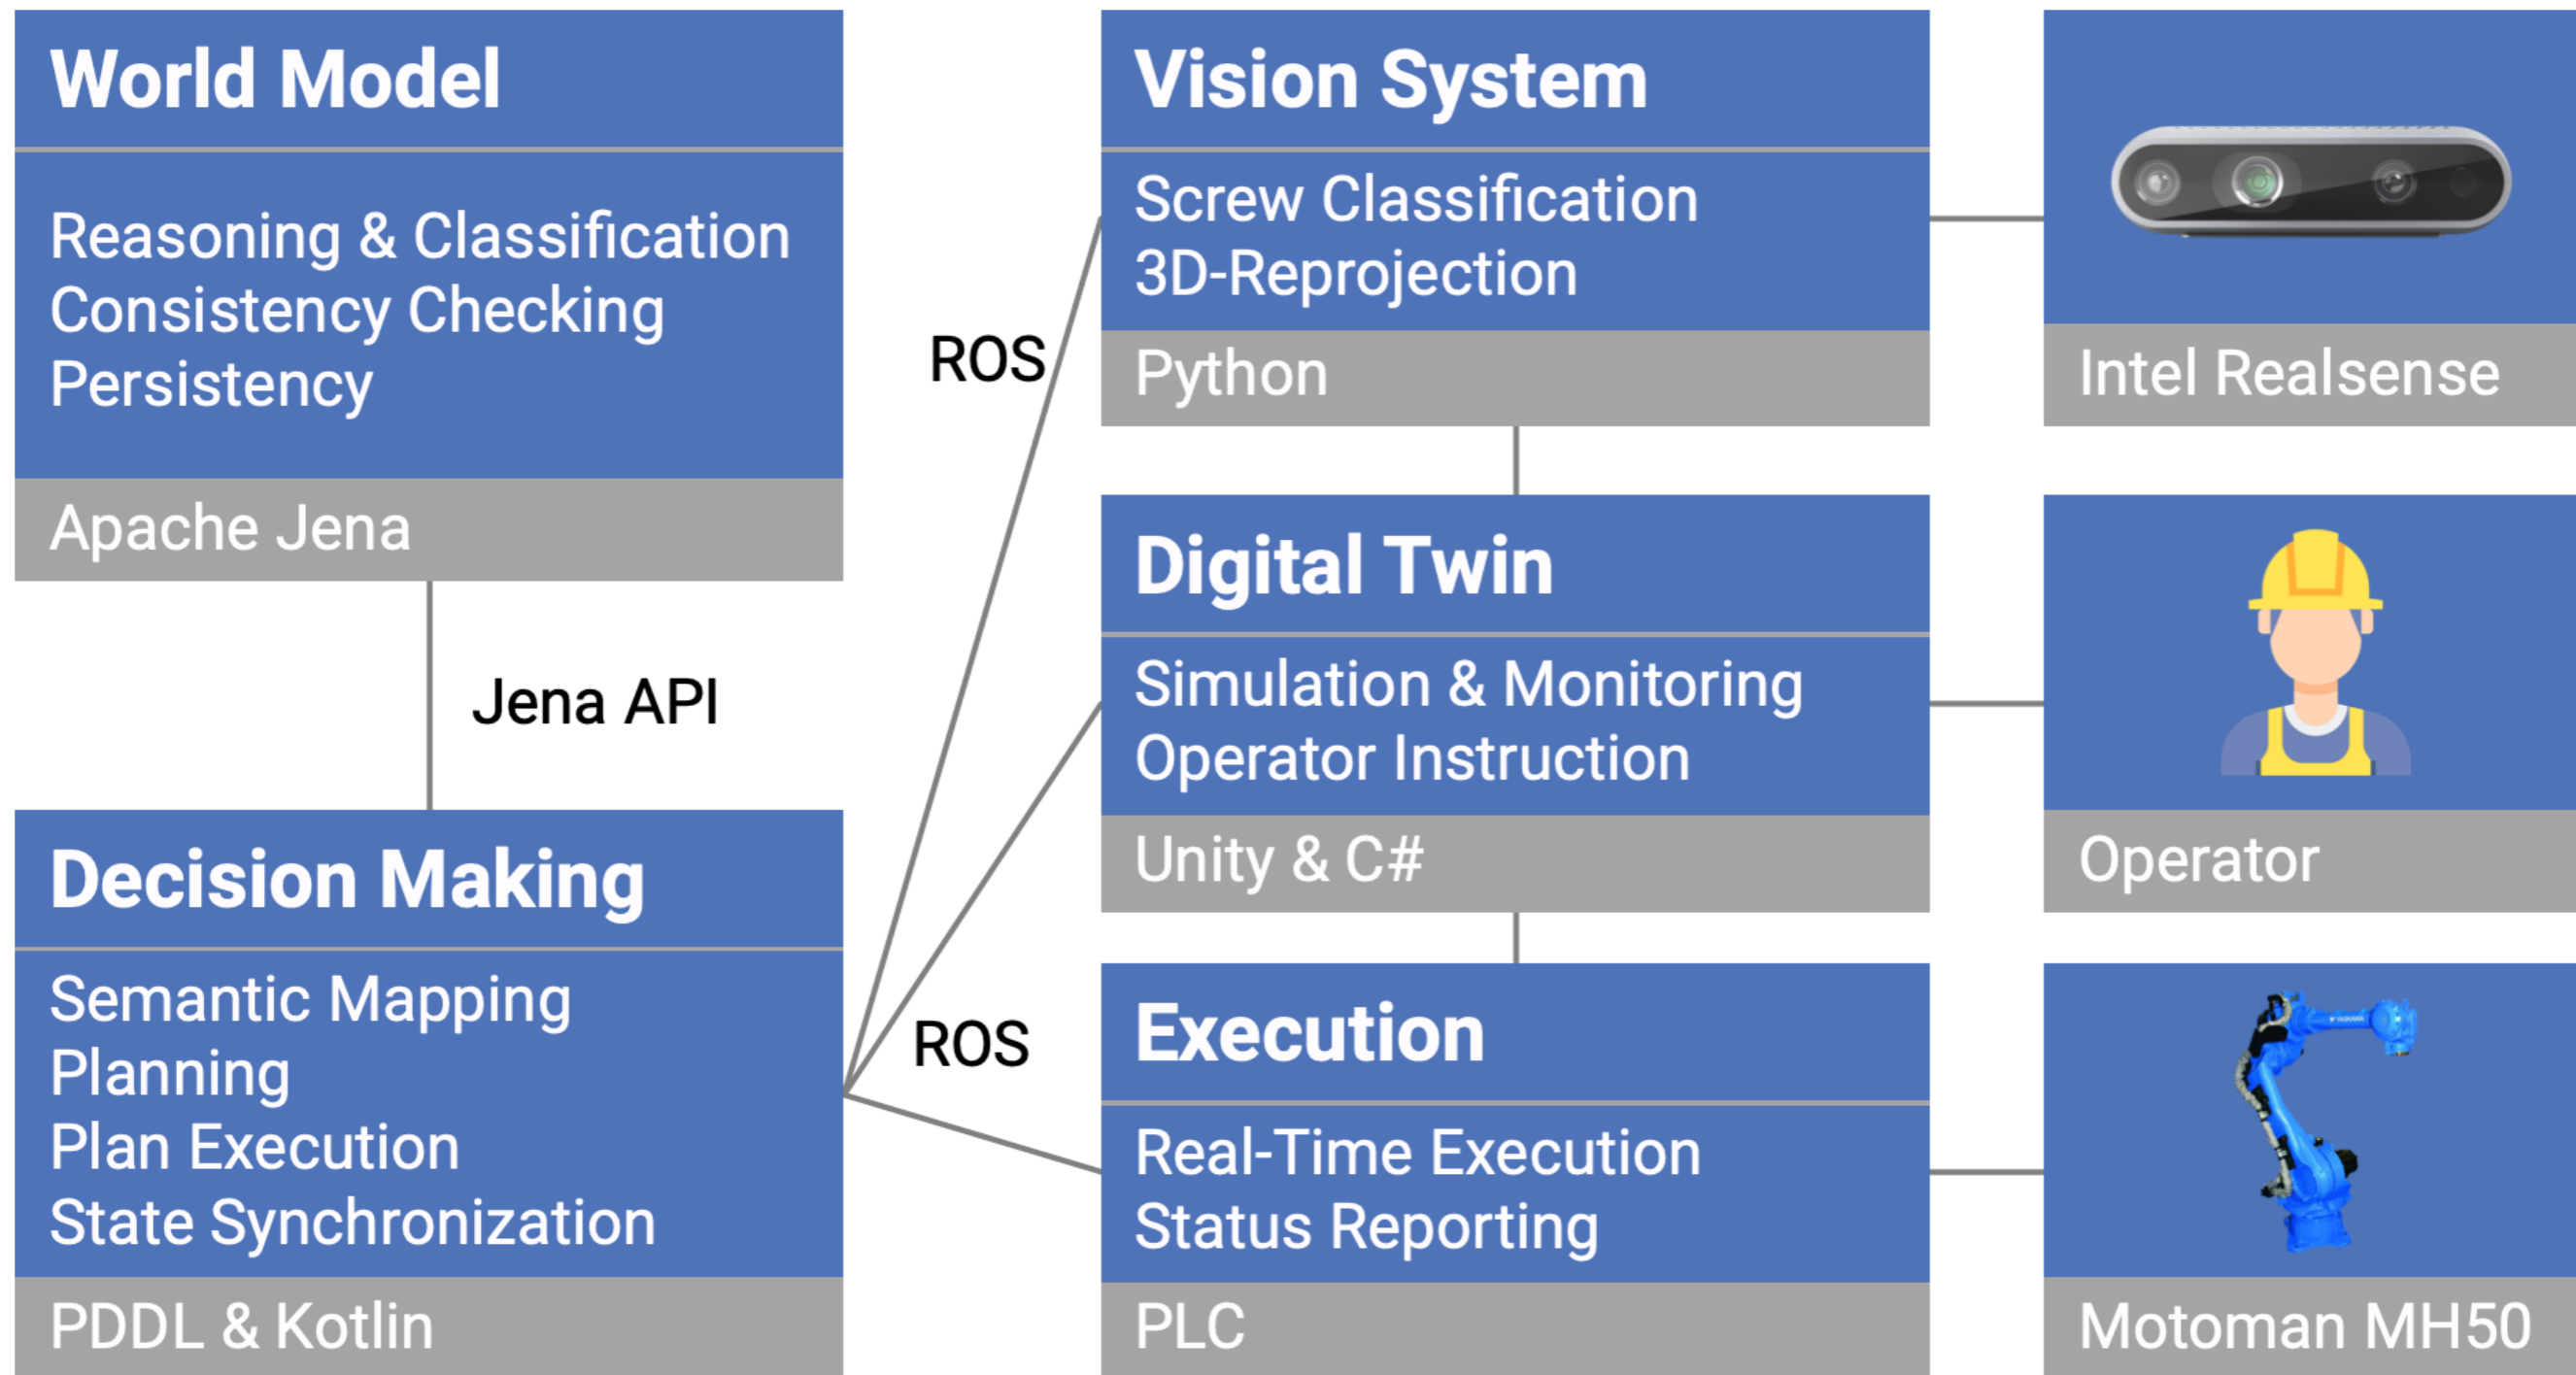 World Model
Reasoning & Classification
Consistency Checking
Persistency
Apache Jena
Jena API
Decision Making
Semantic Mapping
Planning
Plan Execution
State Synchronization
PDDL & Kotlin
ROS
ROS
Vision System
Screw Classification
3D-Reprojection
Python
Intel Realsense
Digital Twin
Simulation & Monitoring
Operator Instruction
Unity & C#
Operator
Execution
Real-Time Execution
Status Reporting
PLC
YASKAWA
Motoman MH50